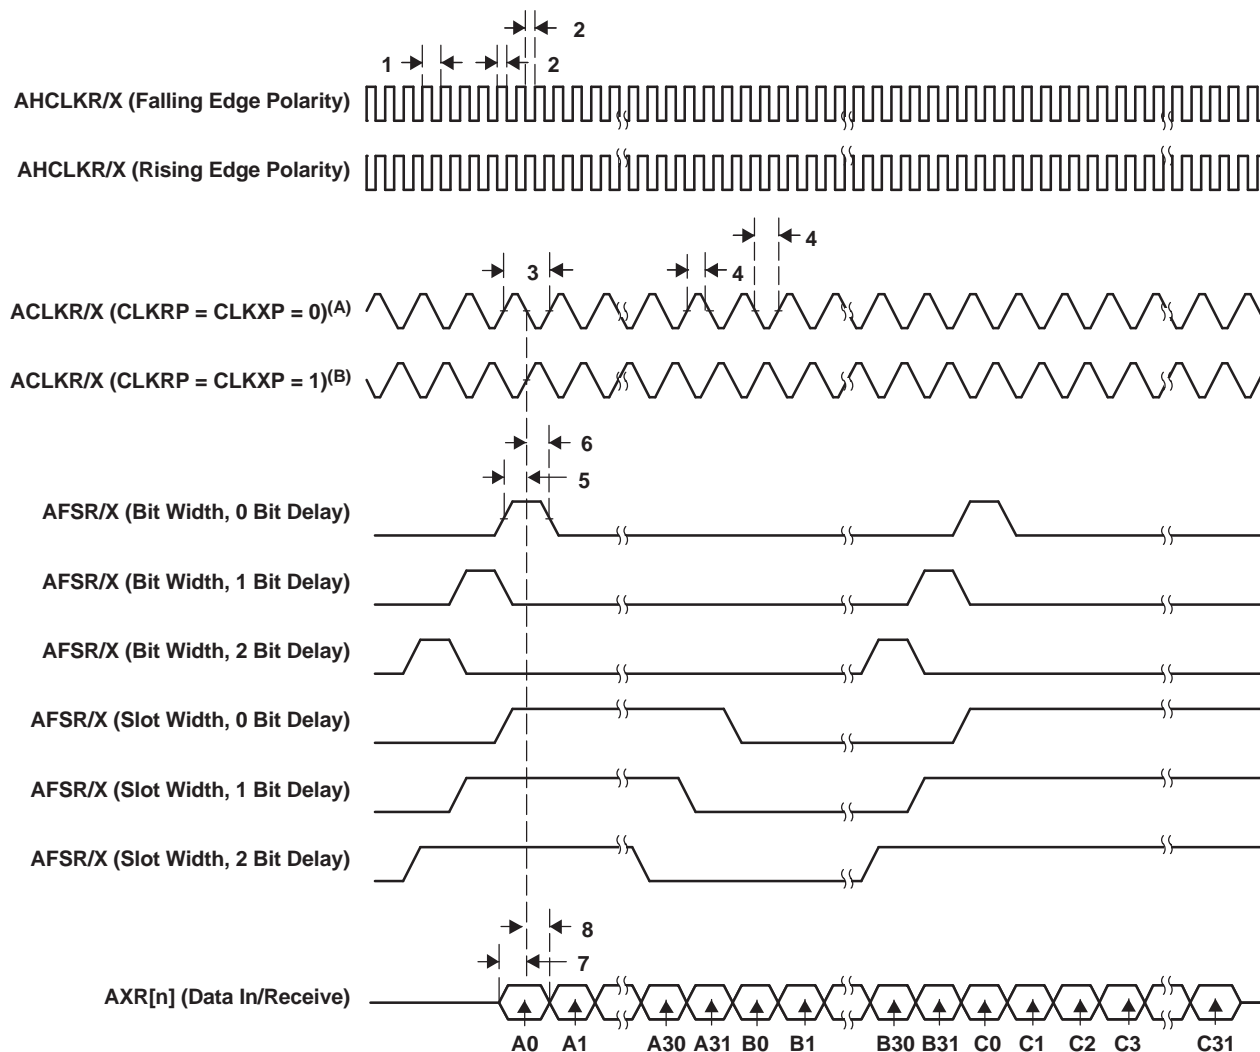 2
1
2
AHCLKR/X (Falling Edge Polarity)
AHCLKR/X (Rising Edge Polarity)
4
3
4
ACLKR/X (CLKRP = CLKXP = 0)(A)
ACLKR/X (CLKRP = CLKXP = 1)(B)
6
5
AFSR/X (Bit Width, 0 Bit Delay)
AFSR/X (Bit Width, 1 Bit Delay)
AFSR/X (Bit Width, 2 Bit Delay)
AFSR/X (Slot Width, 0 Bit Delay)
AFSR/X (Slot Width, 1 Bit Delay)
AFSR/X (Slot Width, 2 Bit Delay)
8
7
AXR[n] (Data In/Receive)
A0 A1 A30 A31 B0 B1 B30 B31 C0 C1 C2 C3 C31